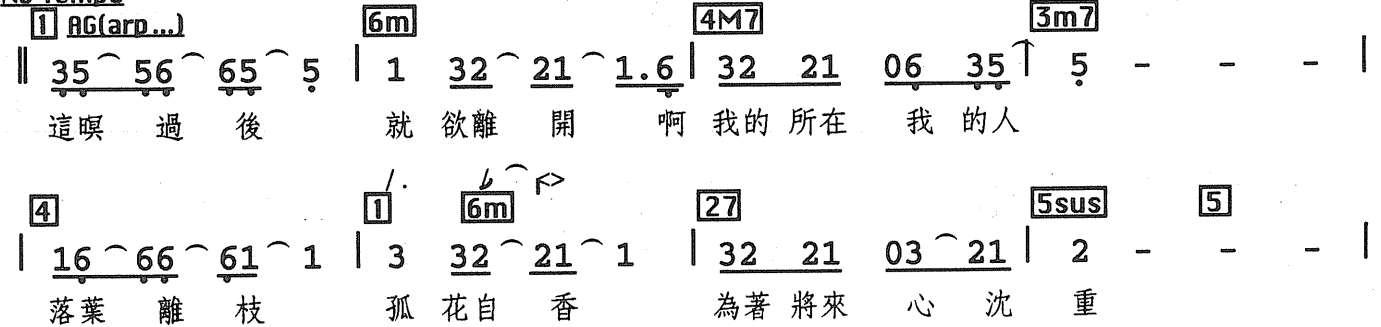 1 AG(arp...) 6m 4M7 3m7
‖ 35⌒56⌒65⌒5 | 1 32⌒21⌒1.6 | 32 21 06 35⌒| 5 - - - |
這暝 過 後 就 欲離 開 啊 我的 所在 我 的人
4 1 6m 27 5sus 5
| 16⌒66⌒61⌒1 | 3 32⌒21⌒1 | 32 21 03⌒21 | 2 - - - |
落葉 離 枝 孤 花自 香 為著 將來 心 沈 重